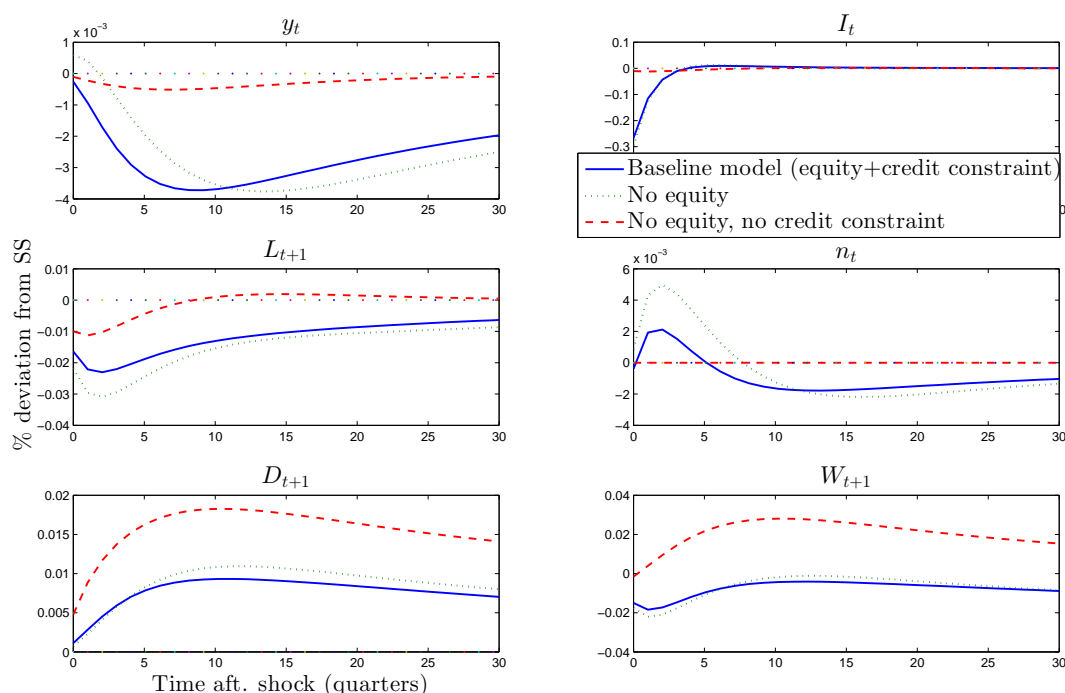 y_t
× 10⁻³
1
0
−1
−2
−3
−4
0 5 10 15 20 25 30
I_t
0.1
0
−0.1
−0.2
−0.3
30
Baseline model (equity+credit constraint)
No equity
No equity, no credit constraint
% deviation from SS
L_{t+1}
0.01
0
−0.01
−0.02
−0.03
−0.04
0 5 10 15 20 25 30
n_t
× 10⁻³
6
4
2
0
−2
−4
0 5 10 15 20 25 30
D_{t+1}
0.02
0.015
0.01
0.005
0
0 5 10 15 20 25 30
Time aft. shock (quarters)
W_{t+1}
0.04
0.02
0
−0.02
−0.04
0 5 10 15 20 25 30